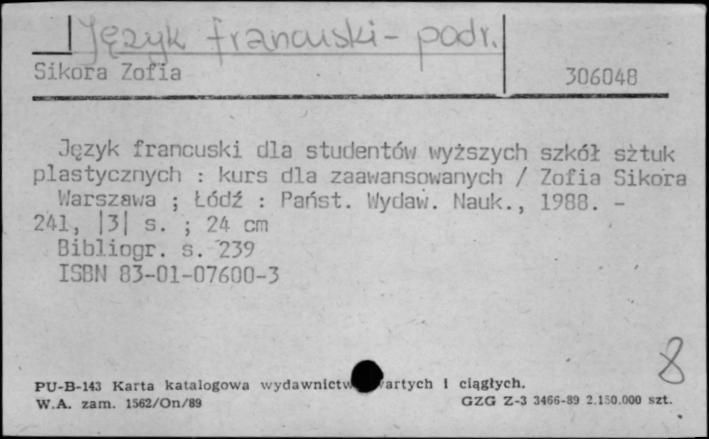 Język francuski - podr.
Sikora Zofia 306048
Język francuski dla studentów wyższych szkół sztuk
plastycznych : kurs dla zaawansowanych / Zofia Sikora
Warszawa ; Łódź : Państ. Wydaw. Nauk., 1988. -
241, |3| s. ; 24 cm
Bibliogr. s. 239
ISBN 83-01-07600-3
8
PU-B-143 Karta katalogowa wydawnictw artych i ciągłych.
W.A. zam. 1562/On/89 GZG Z-3 3466-89 2.150.000 szt.